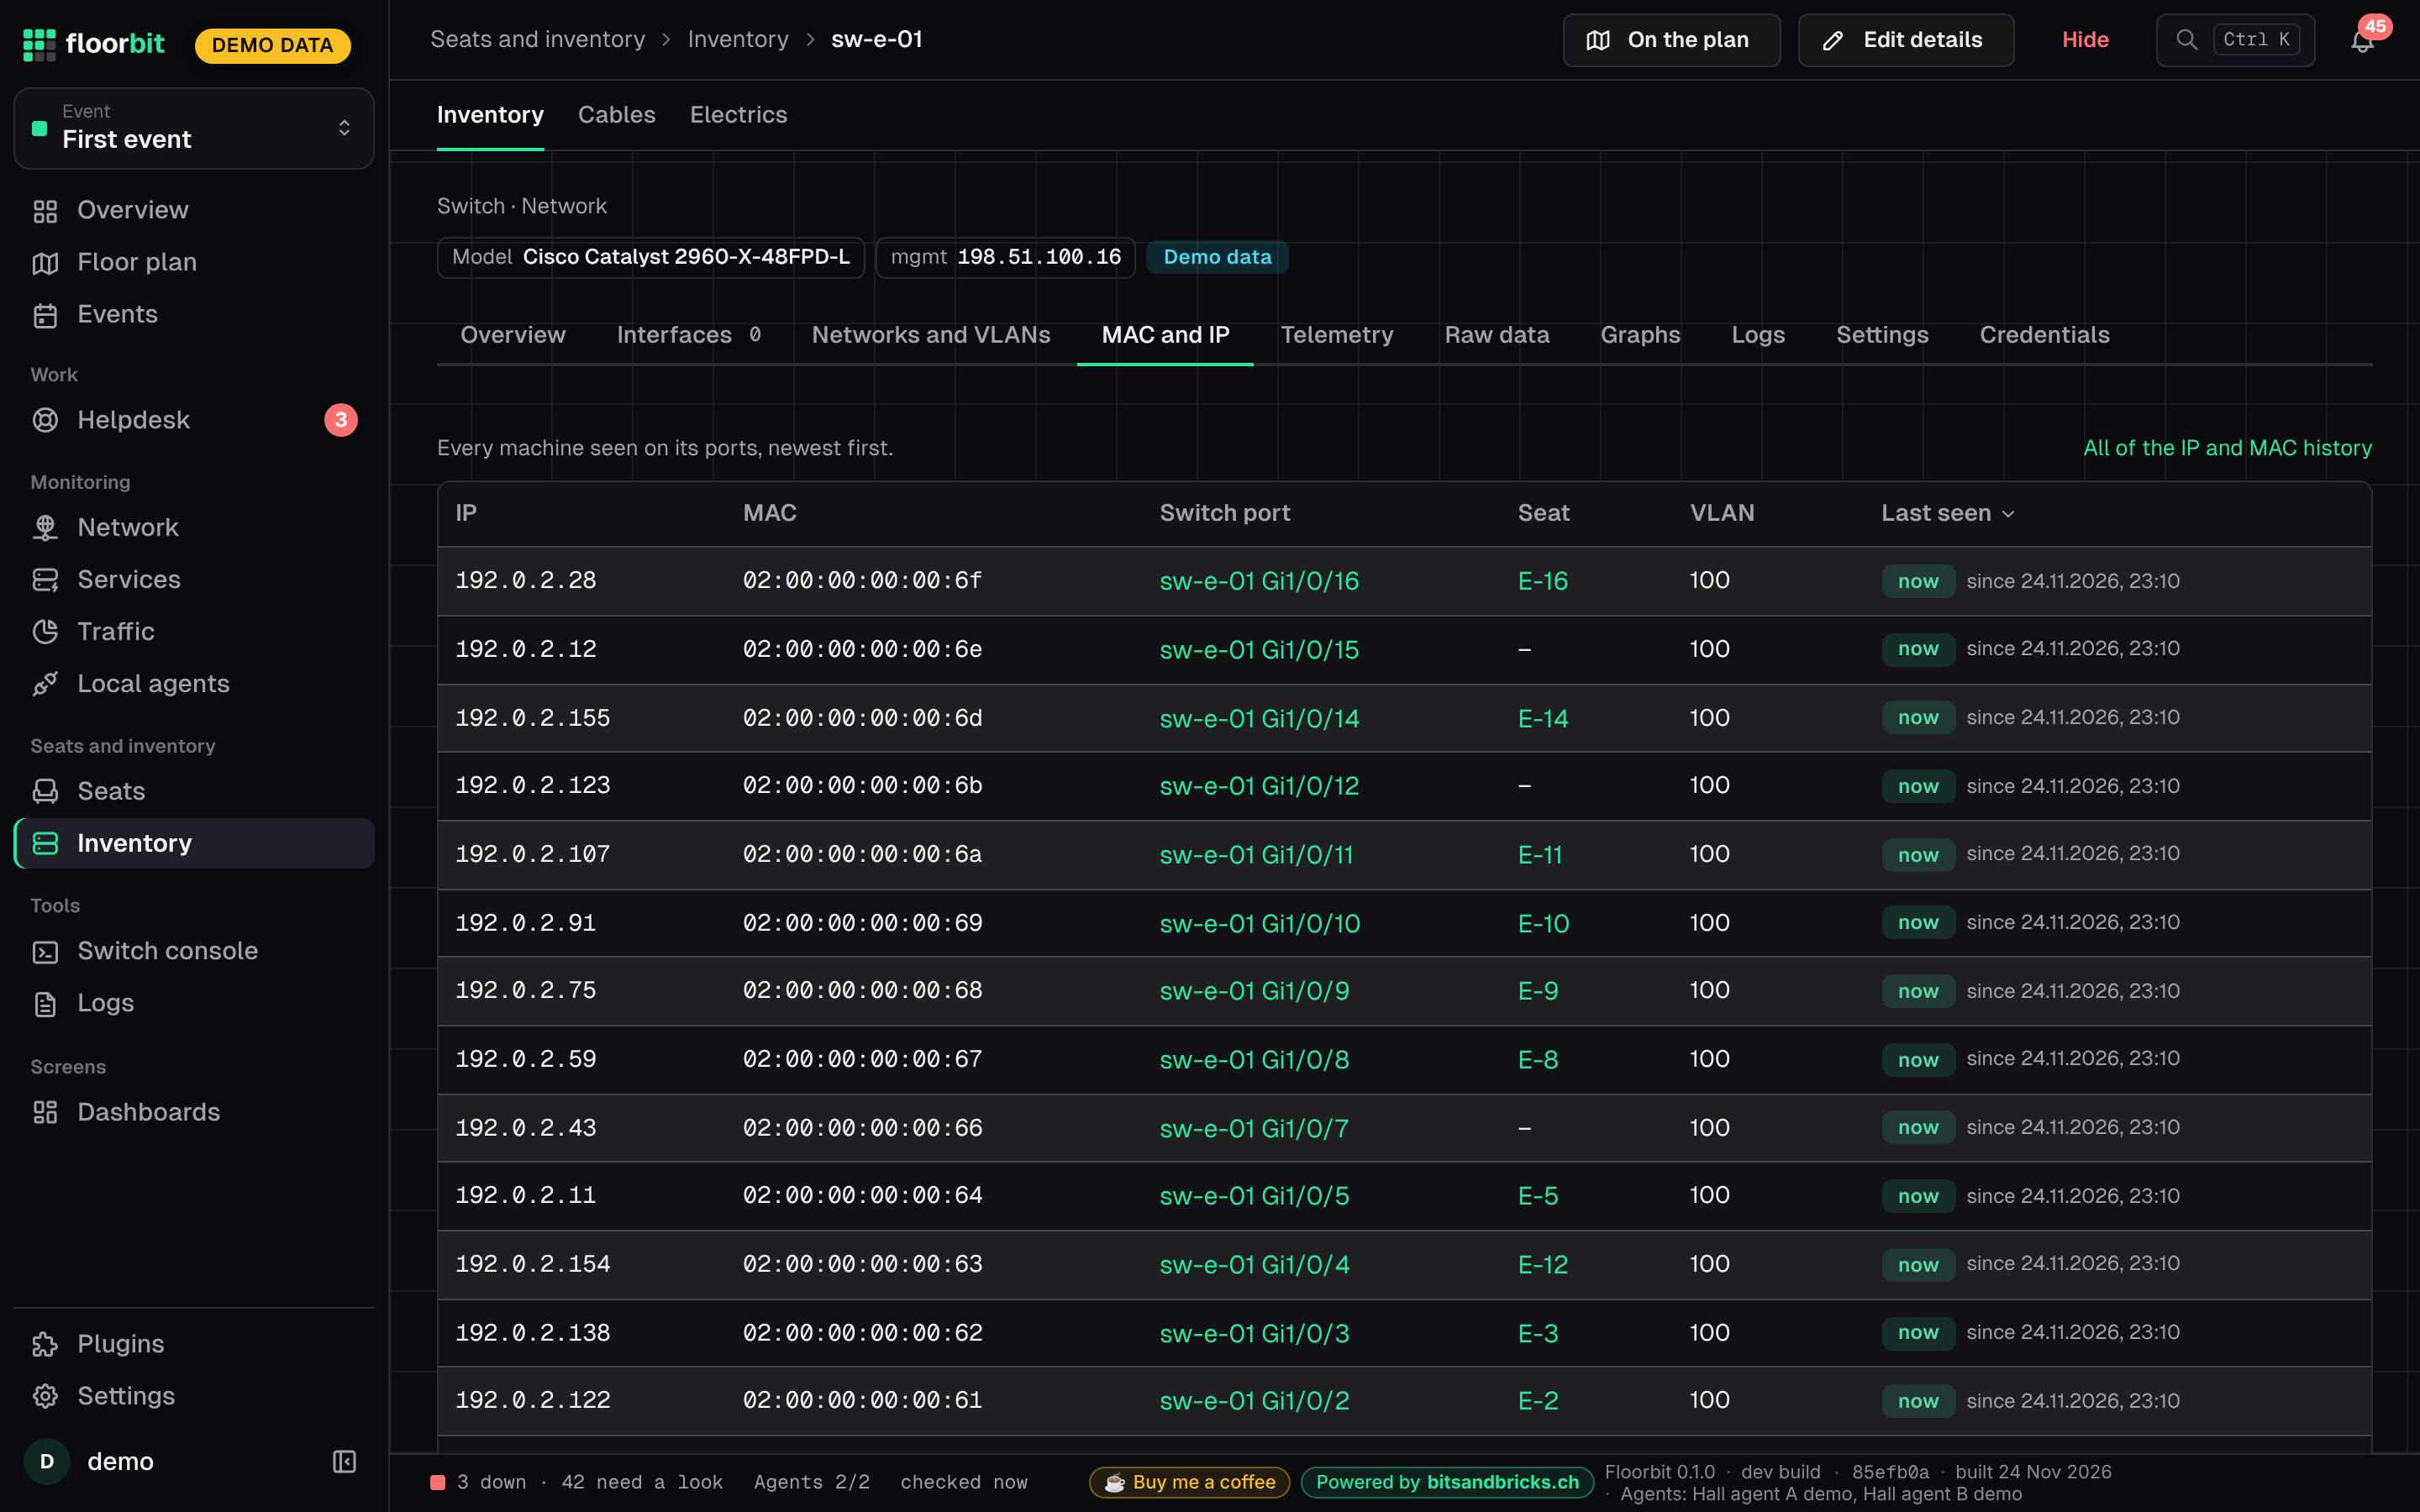 floorbit DEMO DATA
Event
First event
Overview
Floor plan
Events
Work
Helpdesk 3
Monitoring
Network
Services
Traffic
Local agents
Seats and inventory
Seats
Inventory
Tools
Switch console
Logs
Screens
Dashboards
Plugins
Settings
D demo
Seats and inventory > Inventory > sw-e-01
On the plan
Edit details
Hide
Ctrl K
45
Inventory Cables Electrics
Switch · Network
Model Cisco Catalyst 2960-X-48FPD-L mgmt 198.51.100.16 Demo data
Overview Interfaces 0 Networks and VLANs MAC and IP Telemetry Raw data Graphs Logs Settings Credentials
Every machine seen on its ports, newest first. All of the IP and MAC history
IP MAC Switch port Seat VLAN Last seen
192.0.2.28 02:00:00:00:00:6f sw-e-01 Gi1/0/16 E-16 100 now since 24.11.2026, 23:10
192.0.2.12 02:00:00:00:00:6e sw-e-01 Gi1/0/15 – 100 now since 24.11.2026, 23:10
192.0.2.155 02:00:00:00:00:6d sw-e-01 Gi1/0/14 E-14 100 now since 24.11.2026, 23:10
192.0.2.123 02:00:00:00:00:6b sw-e-01 Gi1/0/12 – 100 now since 24.11.2026, 23:10
192.0.2.107 02:00:00:00:00:6a sw-e-01 Gi1/0/11 E-11 100 now since 24.11.2026, 23:10
192.0.2.91 02:00:00:00:00:69 sw-e-01 Gi1/0/10 E-10 100 now since 24.11.2026, 23:10
192.0.2.75 02:00:00:00:00:68 sw-e-01 Gi1/0/9 E-9 100 now since 24.11.2026, 23:10
192.0.2.59 02:00:00:00:00:67 sw-e-01 Gi1/0/8 E-8 100 now since 24.11.2026, 23:10
192.0.2.43 02:00:00:00:00:66 sw-e-01 Gi1/0/7 – 100 now since 24.11.2026, 23:10
192.0.2.11 02:00:00:00:00:64 sw-e-01 Gi1/0/5 E-5 100 now since 24.11.2026, 23:10
192.0.2.154 02:00:00:00:00:63 sw-e-01 Gi1/0/4 E-12 100 now since 24.11.2026, 23:10
192.0.2.138 02:00:00:00:00:62 sw-e-01 Gi1/0/3 E-3 100 now since 24.11.2026, 23:10
192.0.2.122 02:00:00:00:00:61 sw-e-01 Gi1/0/2 E-2 100 now since 24.11.2026, 23:10
3 down · 42 need a look Agents 2/2 checked now
Buy me a coffee
Powered by bitsandbricks.ch
Floorbit 0.1.0 · dev build · 85efb0a · built 24 Nov 2026
· Agents: Hall agent A demo, Hall agent B demo